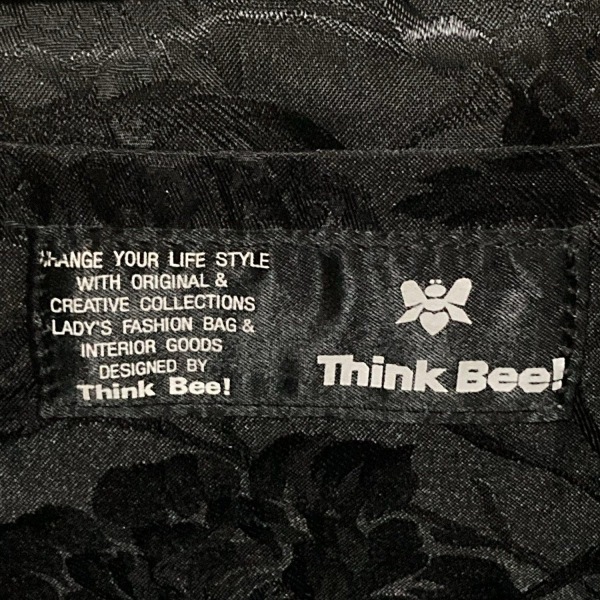 CHANGE YOUR LIFE STYLE
WITH ORIGINAL &
CREATIVE COLLECTIONS
LADY'S FASHION BAG &
INTERIOR GOODS
DESIGNED BY
Think Bee!
Think Bee!